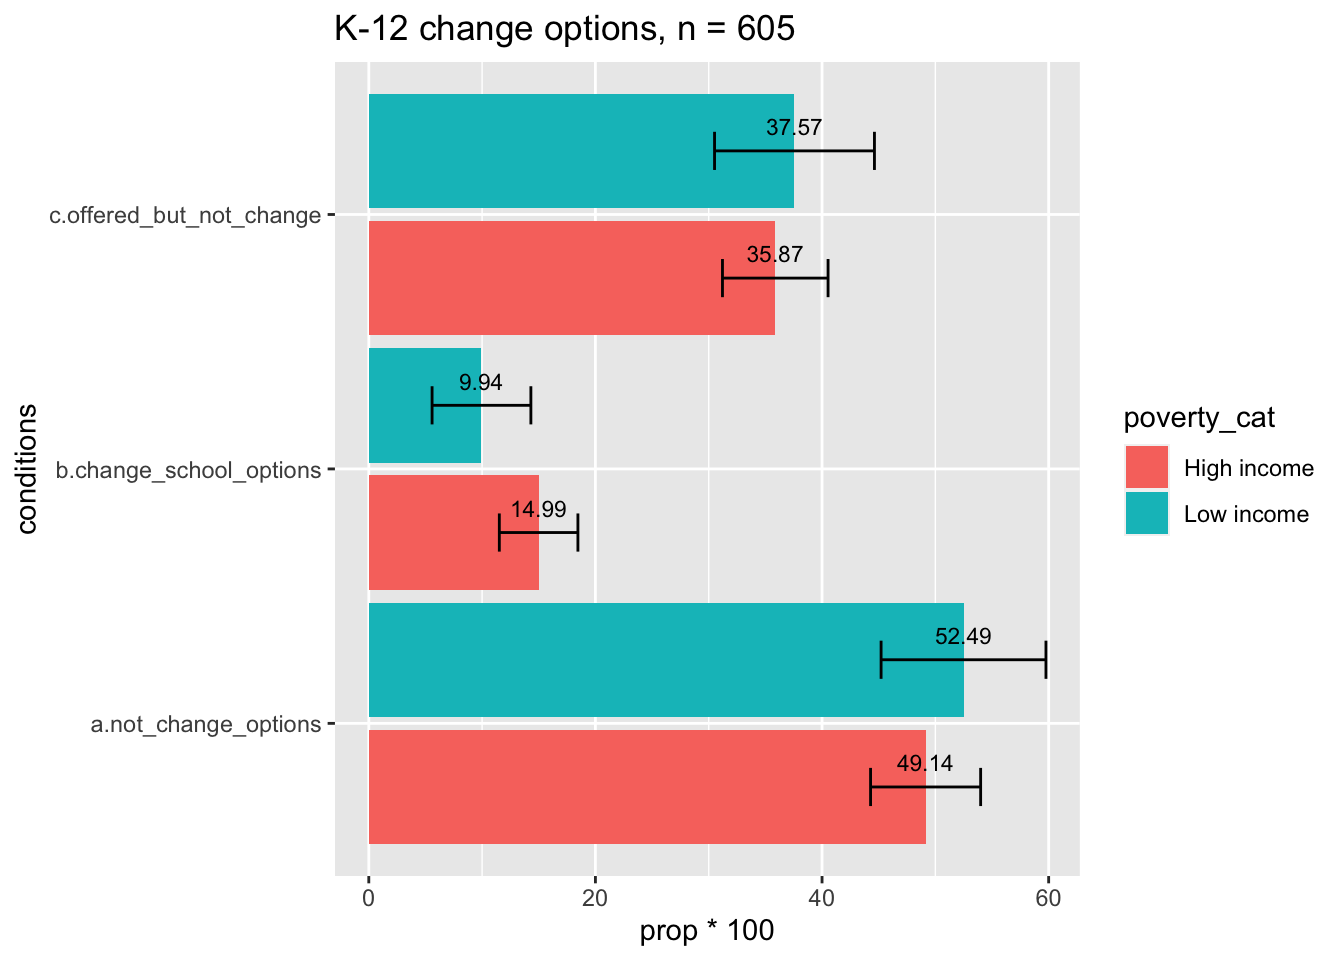 K-12 change options, n = 605
37.57
c.offered_but_not_change
35.87
9.94
b.change_school_options
14.99
52.49
a.not_change_options
49.14
conditions
0 20 40 60
prop * 100
poverty_cat
High income
Low income